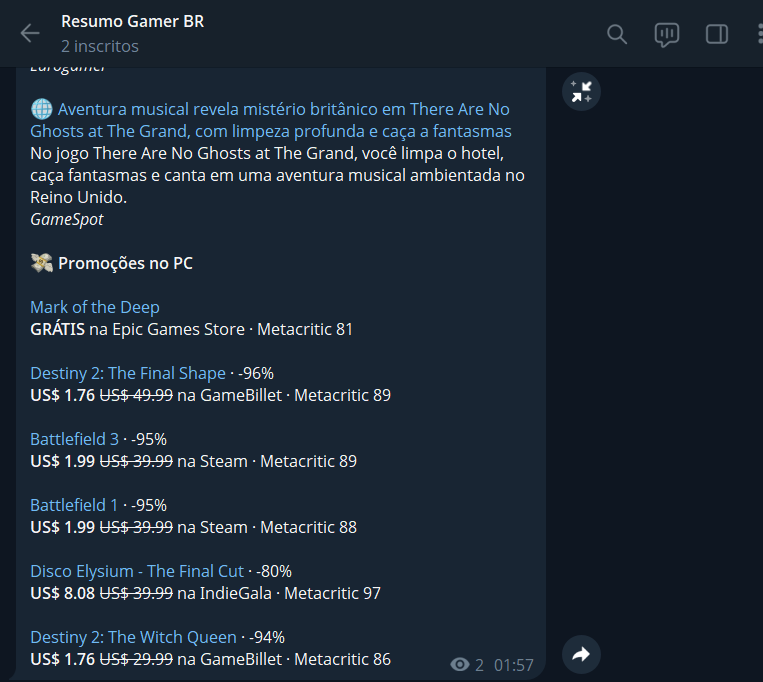 Resumo Gamer BR
2 inscritos
Eurogamer
Aventura musical revela mistério britânico em There Are No
Ghosts at The Grand, com limpeza profunda e caça a fantasmas
No jogo There Are No Ghosts at The Grand, você limpa o hotel,
caça fantasmas e canta em uma aventura musical ambientada no
Reino Unido.
GameSpot
Promoções no PC
Mark of the Deep
GRÁTIS na Epic Games Store · Metacritic 81
Destiny 2: The Final Shape · -96%
US$ 1.76 US$ 49.99 na GameBillet · Metacritic 89
Battlefield 3 · -95%
US$ 1.99 US$ 39.99 na Steam · Metacritic 89
Battlefield 1 · -95%
US$ 1.99 US$ 39.99 na Steam · Metacritic 88
Disco Elysium - The Final Cut · -80%
US$ 8.08 US$ 39.99 na IndieGala · Metacritic 97
Destiny 2: The Witch Queen · -94%
US$ 1.76 US$ 29.99 na GameBillet · Metacritic 86
2 01:57